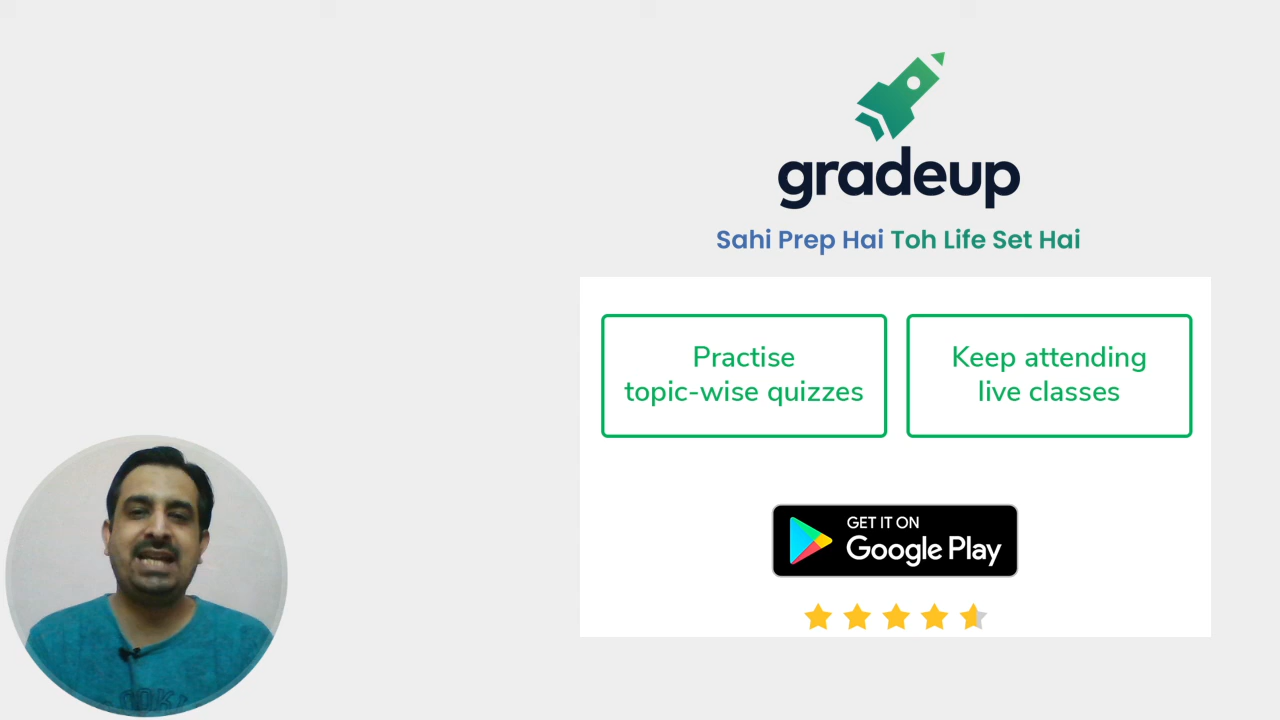 gradeup
Sahi Prep Hai Toh Life Set Hai
Practise
topic-wise quizzes
Keep attending
live classes
GET IT ON
Google Play